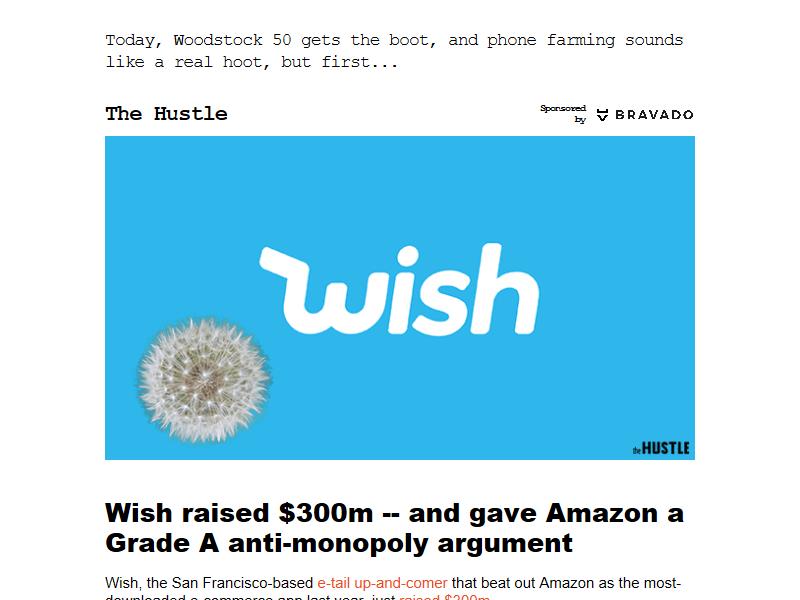 Today, Woodstock 50 gets the boot, and phone farming sounds
like a real hoot, but first...
The Hustle
Sponsored
by
BRAVADO
wish
the HUSTLE
Wish raised $300m -- and gave Amazon a
Grade A anti-monopoly argument
Wish, the San Francisco-based e-tail up-and-comer that beat out Amazon as the most-
downloaded e-commerce app last year, just raised $300m